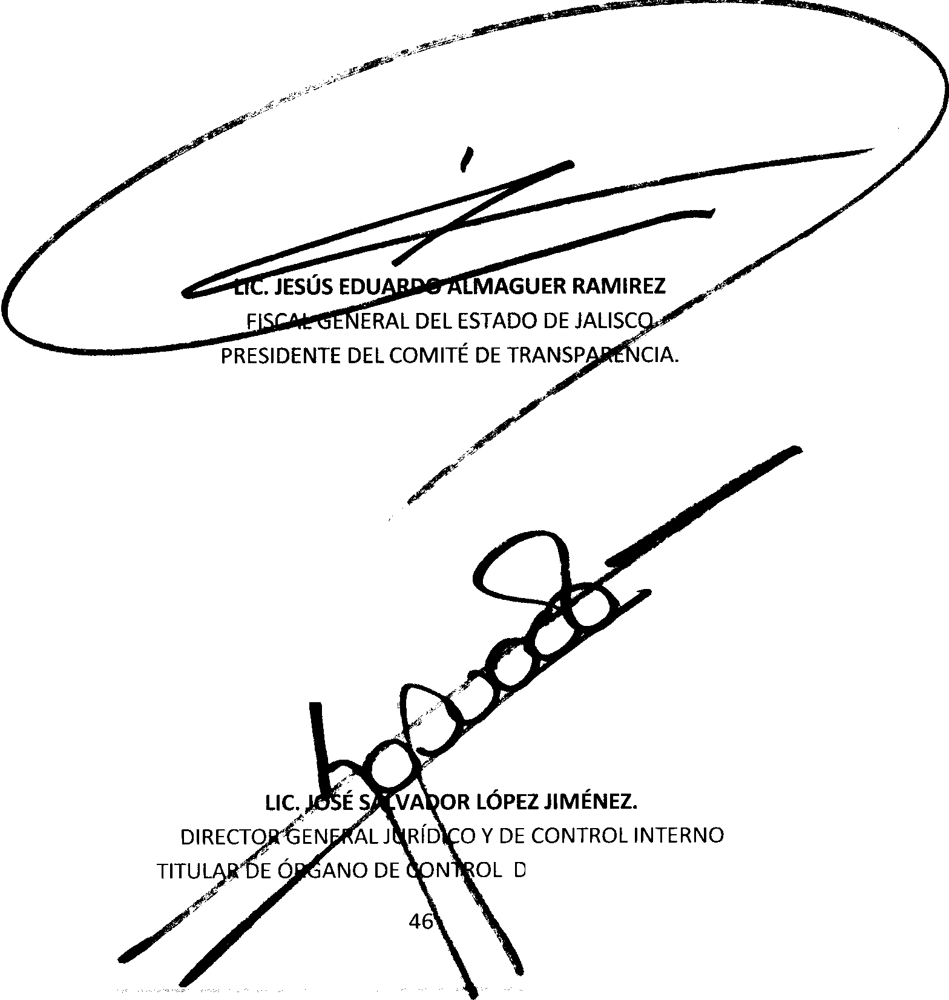 LIC. JESÚS EDUARDO ALMAGUER RAMIREZ
FISCAL GENERAL DEL ESTADO DE JALISCO
PRESIDENTE DEL COMITÉ DE TRANSPARENCIA.
LIC. JOSÉ SALVADOR LÓPEZ JIMÉNEZ.
DIRECTOR GENERAL JURÍDICO Y DE CONTROL INTERNO
TITULAR DE ÓRGANO DE CONTROL D
46